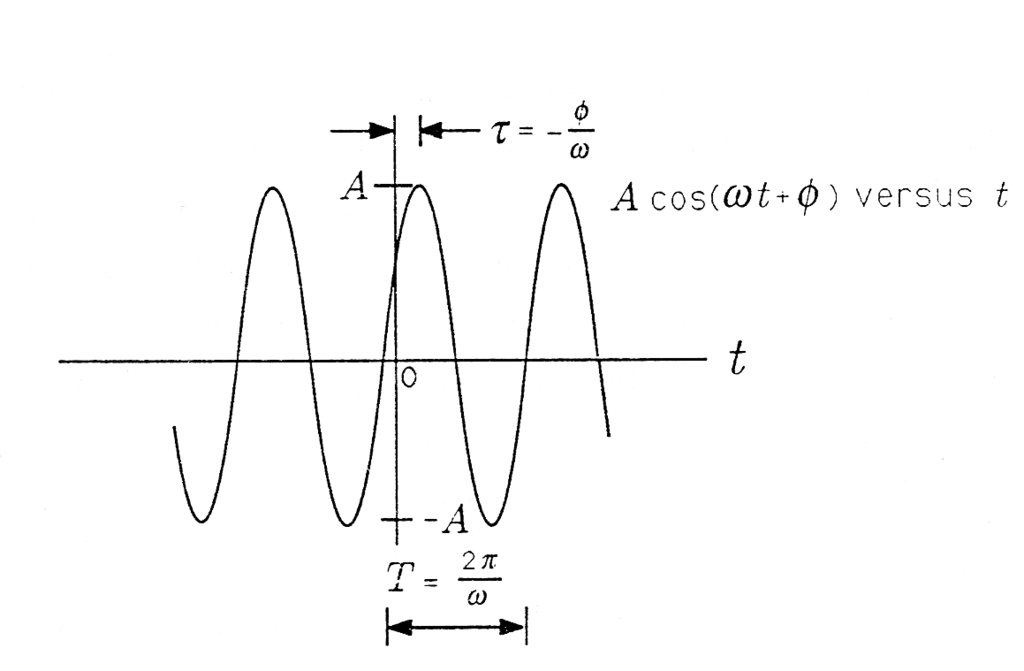 τ = - ϕ/ω
A
A cos(ωt+ϕ) versus t
t
0
-A
T = 2π/ω